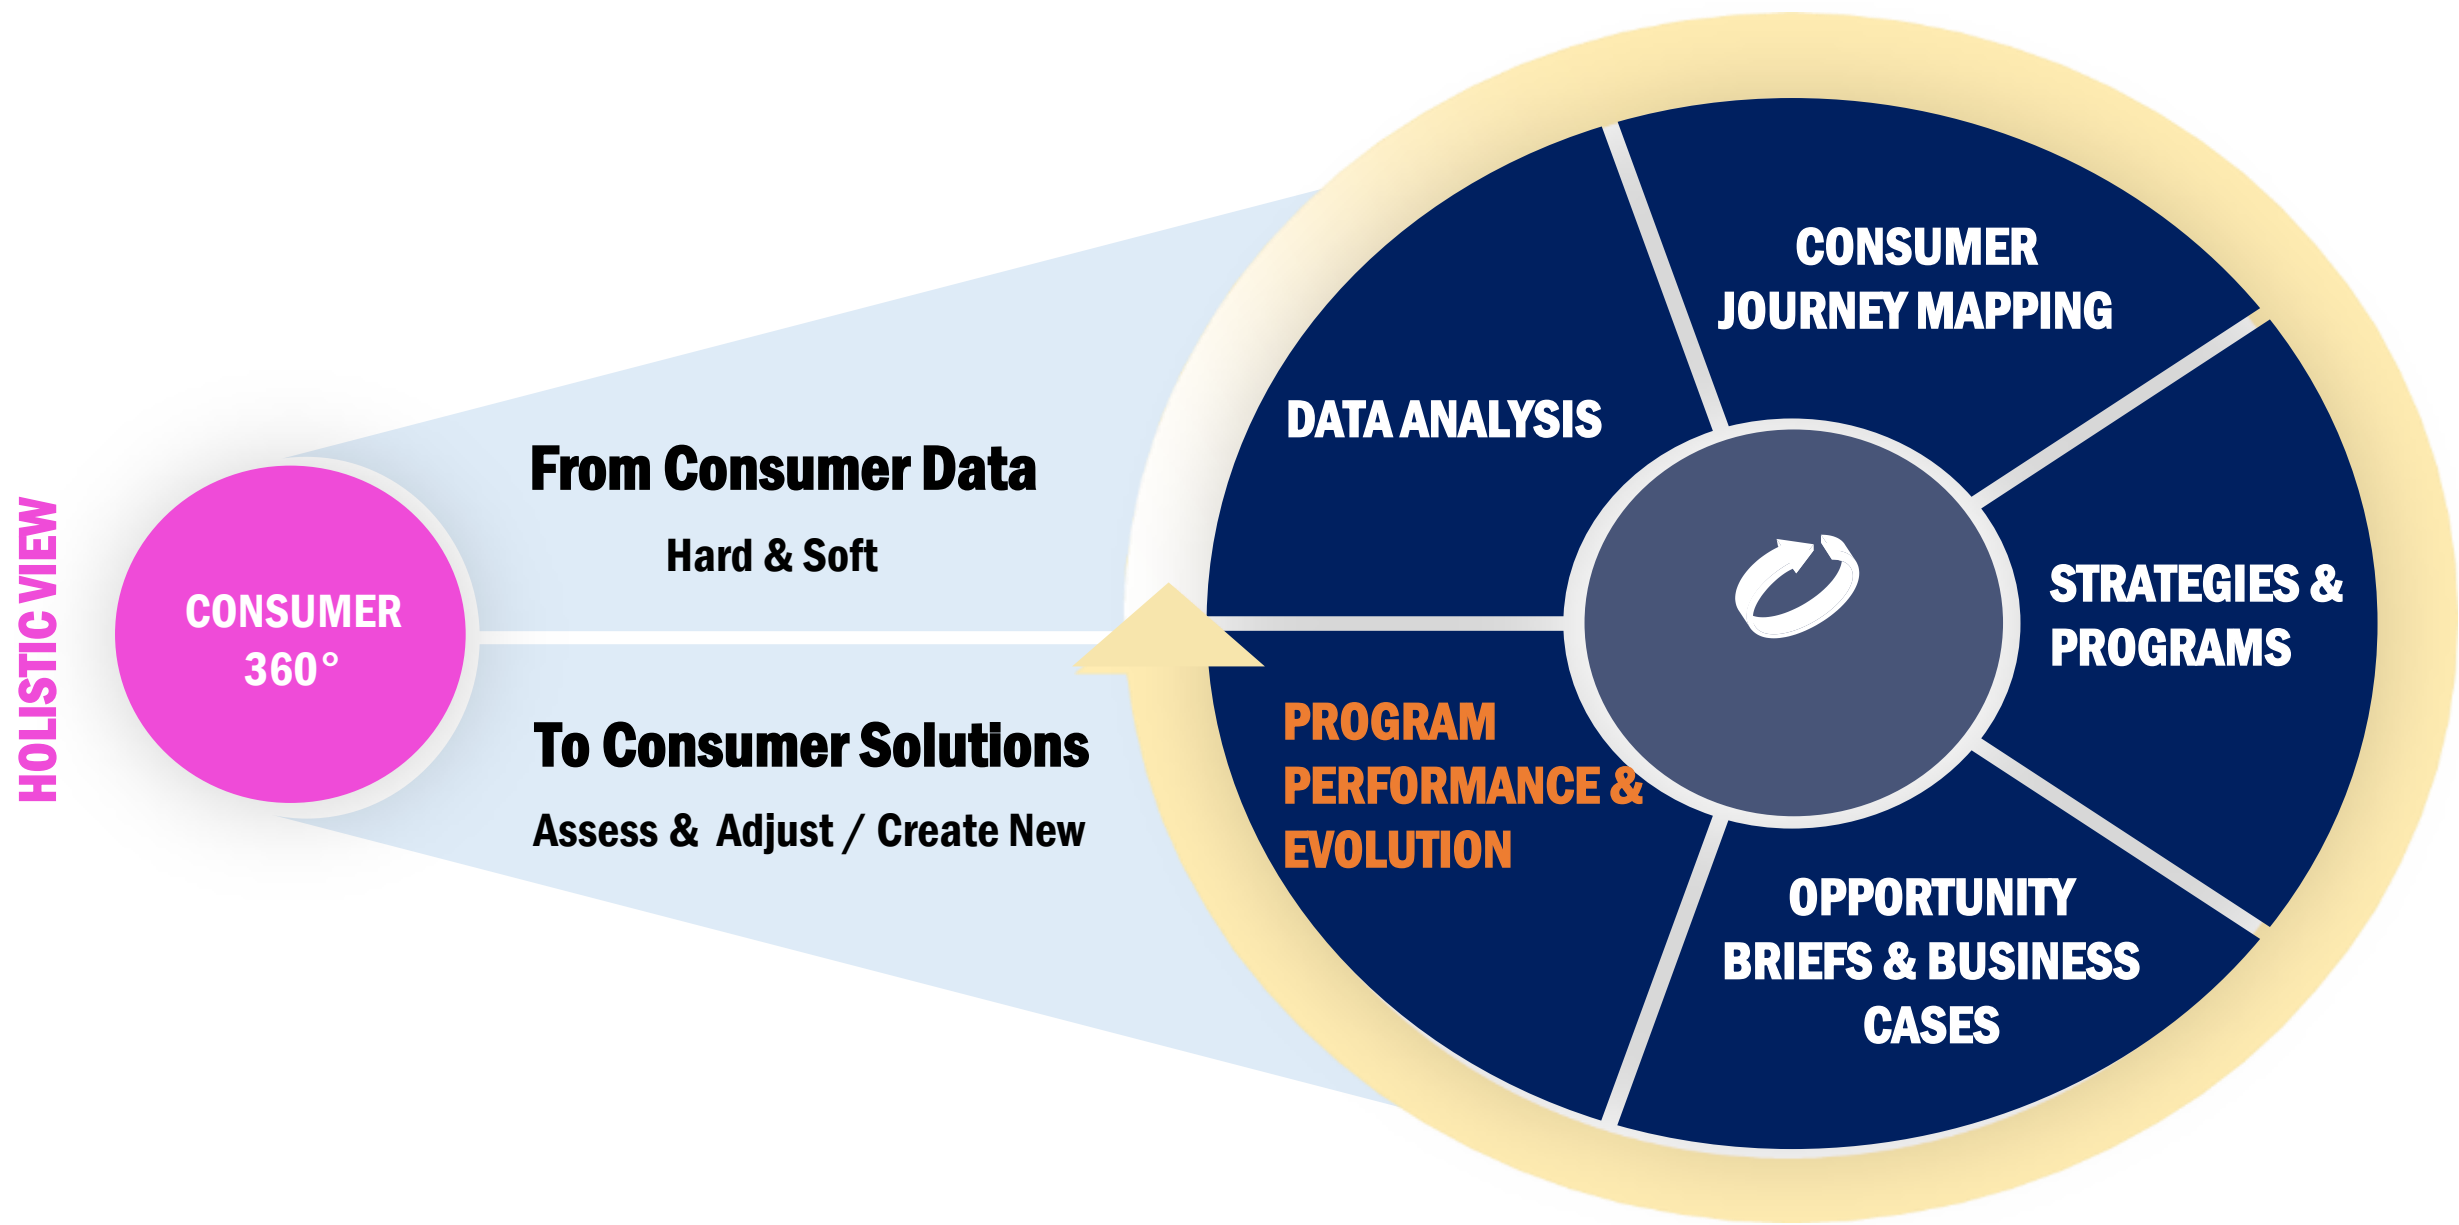 HOLISTIC VIEW
CONSUMER
360°
From Consumer Data
Hard & Soft
To Consumer Solutions
Assess & Adjust / Create New
DATA ANALYSIS
CONSUMER
JOURNEY MAPPING
STRATEGIES &
PROGRAMS
OPPORTUNITY
BRIEFS & BUSINESS
CASES
PROGRAM
PERFORMANCE &
EVOLUTION